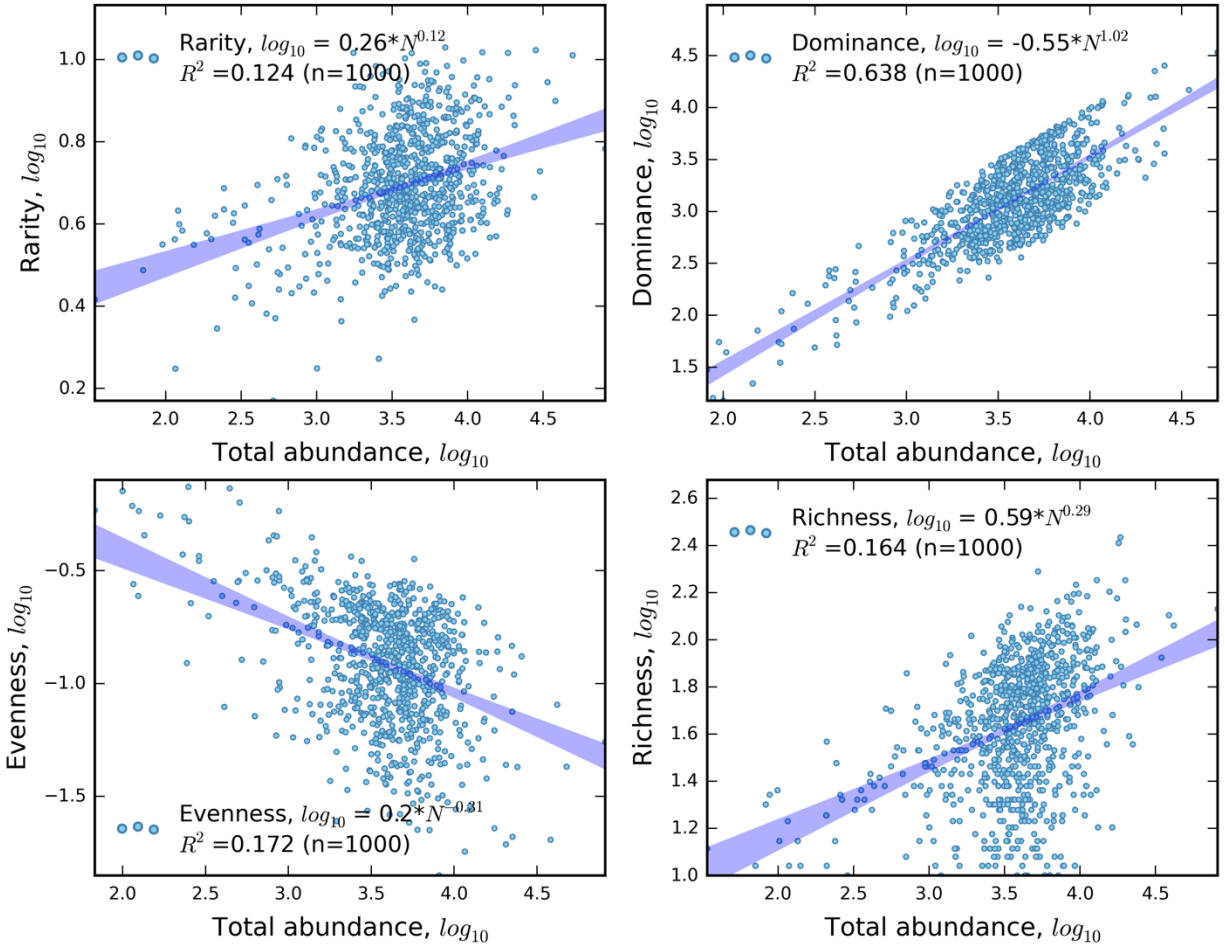 Rarity, log10 = 0.26*N^0.12
R^2 =0.124 (n=1000)
1.0
0.8
0.6
0.4
0.2
Rarity, log10
2.0 2.5 3.0 3.5 4.0 4.5
Total abundance, log10
Dominance, log10 = -0.55*N^1.02
R^2 =0.638 (n=1000)
4.5
4.0
3.5
3.0
2.5
2.0
1.5
Dominance, log10
2.0 2.5 3.0 3.5 4.0 4.5
Total abundance, log10
−0.5
−1.0
−1.5
Evenness, log10
Evenness, log10 = 0.2*N^−0.31
R^2 =0.172 (n=1000)
2.0 2.5 3.0 3.5 4.0 4.5
Total abundance, log10
Richness, log10 = 0.59*N^0.29
R^2 =0.164 (n=1000)
2.6
2.4
2.2
2.0
1.8
1.6
1.4
1.2
1.0
Richness, log10
2.0 2.5 3.0 3.5 4.0 4.5
Total abundance, log10